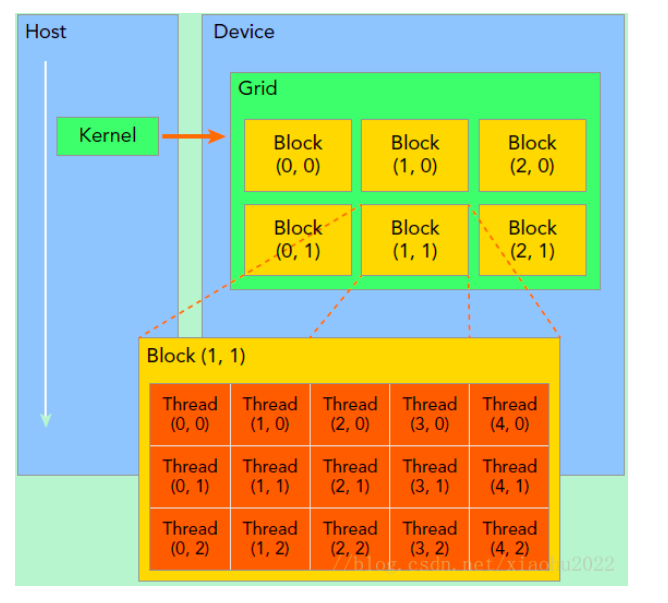 Host
Device
Grid
Kernel
Block
(0, 0)
Block
(1, 0)
Block
(2, 0)
Block
(0, 1)
Block
(1, 1)
Block
(2, 1)
Block (1, 1)
Thread
(0, 0)
Thread
(1, 0)
Thread
(2, 0)
Thread
(3, 0)
Thread
(4, 0)
Thread
(0, 1)
Thread
(1, 1)
Thread
(2, 1)
Thread
(3, 1)
Thread
(4, 1)
Thread
(0, 2)
Thread
(1, 2)
Thread
(2, 2)
Thread
(3, 2)
Thread
(4, 2)
//blog.csdn.net/xiaohu2022